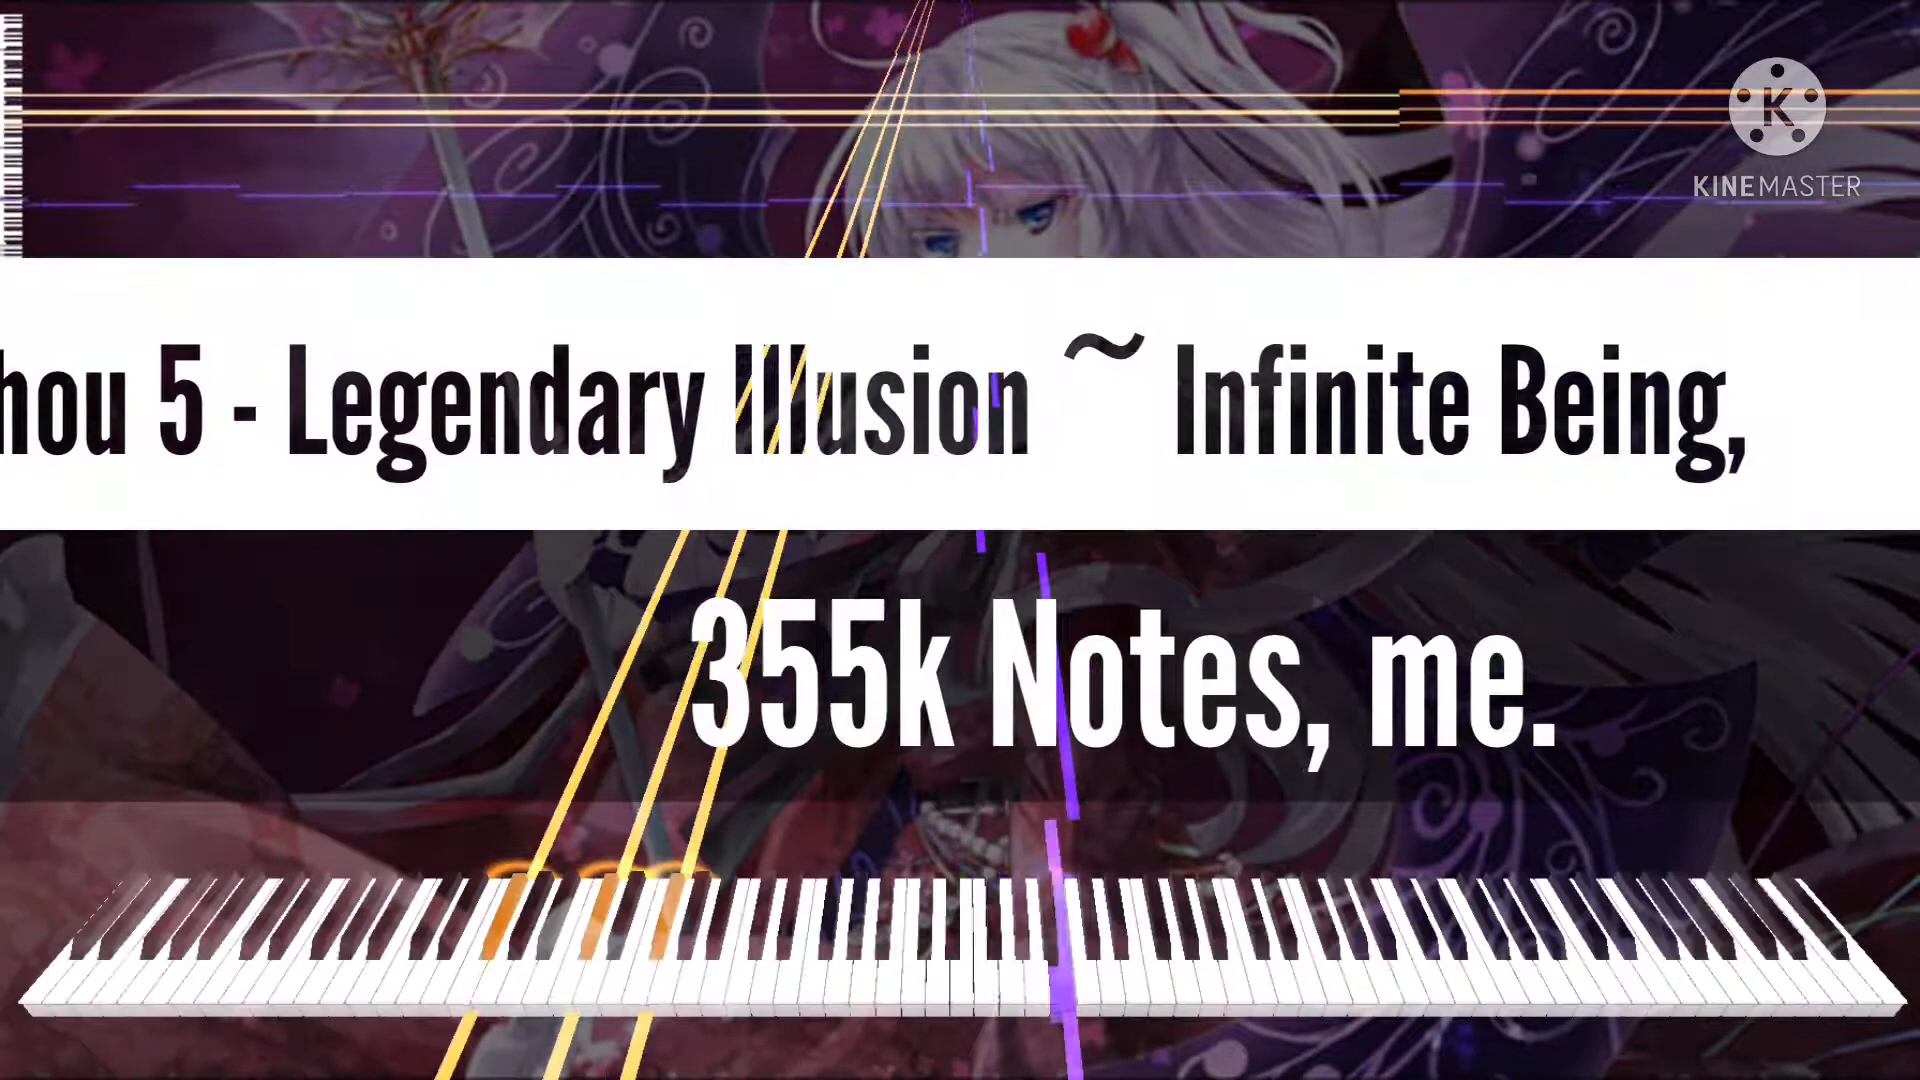 KINEMASTER
hou 5 - Legendary Illusion ~ Infinite Being,
355k Notes, me.